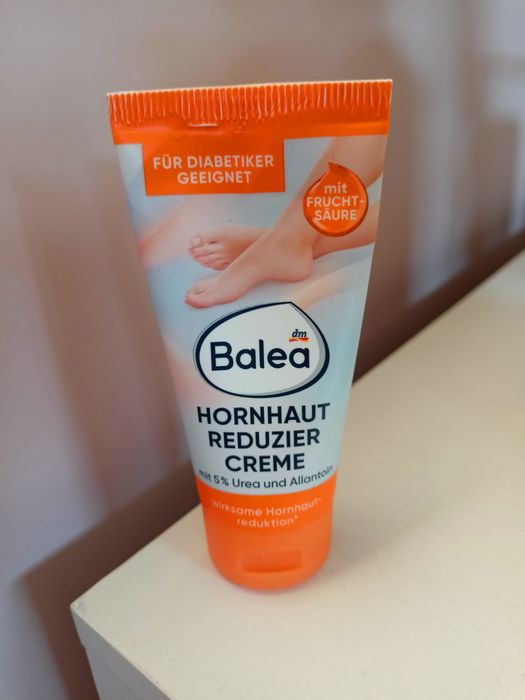 FÜR DIABETIKER
GEEIGNET
mit
FRUCHT-
SÄURE
dm
Balea
HORNHAUT
REDUZIER
CREME
mit 5% Urea und Allantoin
wirksame Hornhaut-
reduktion*